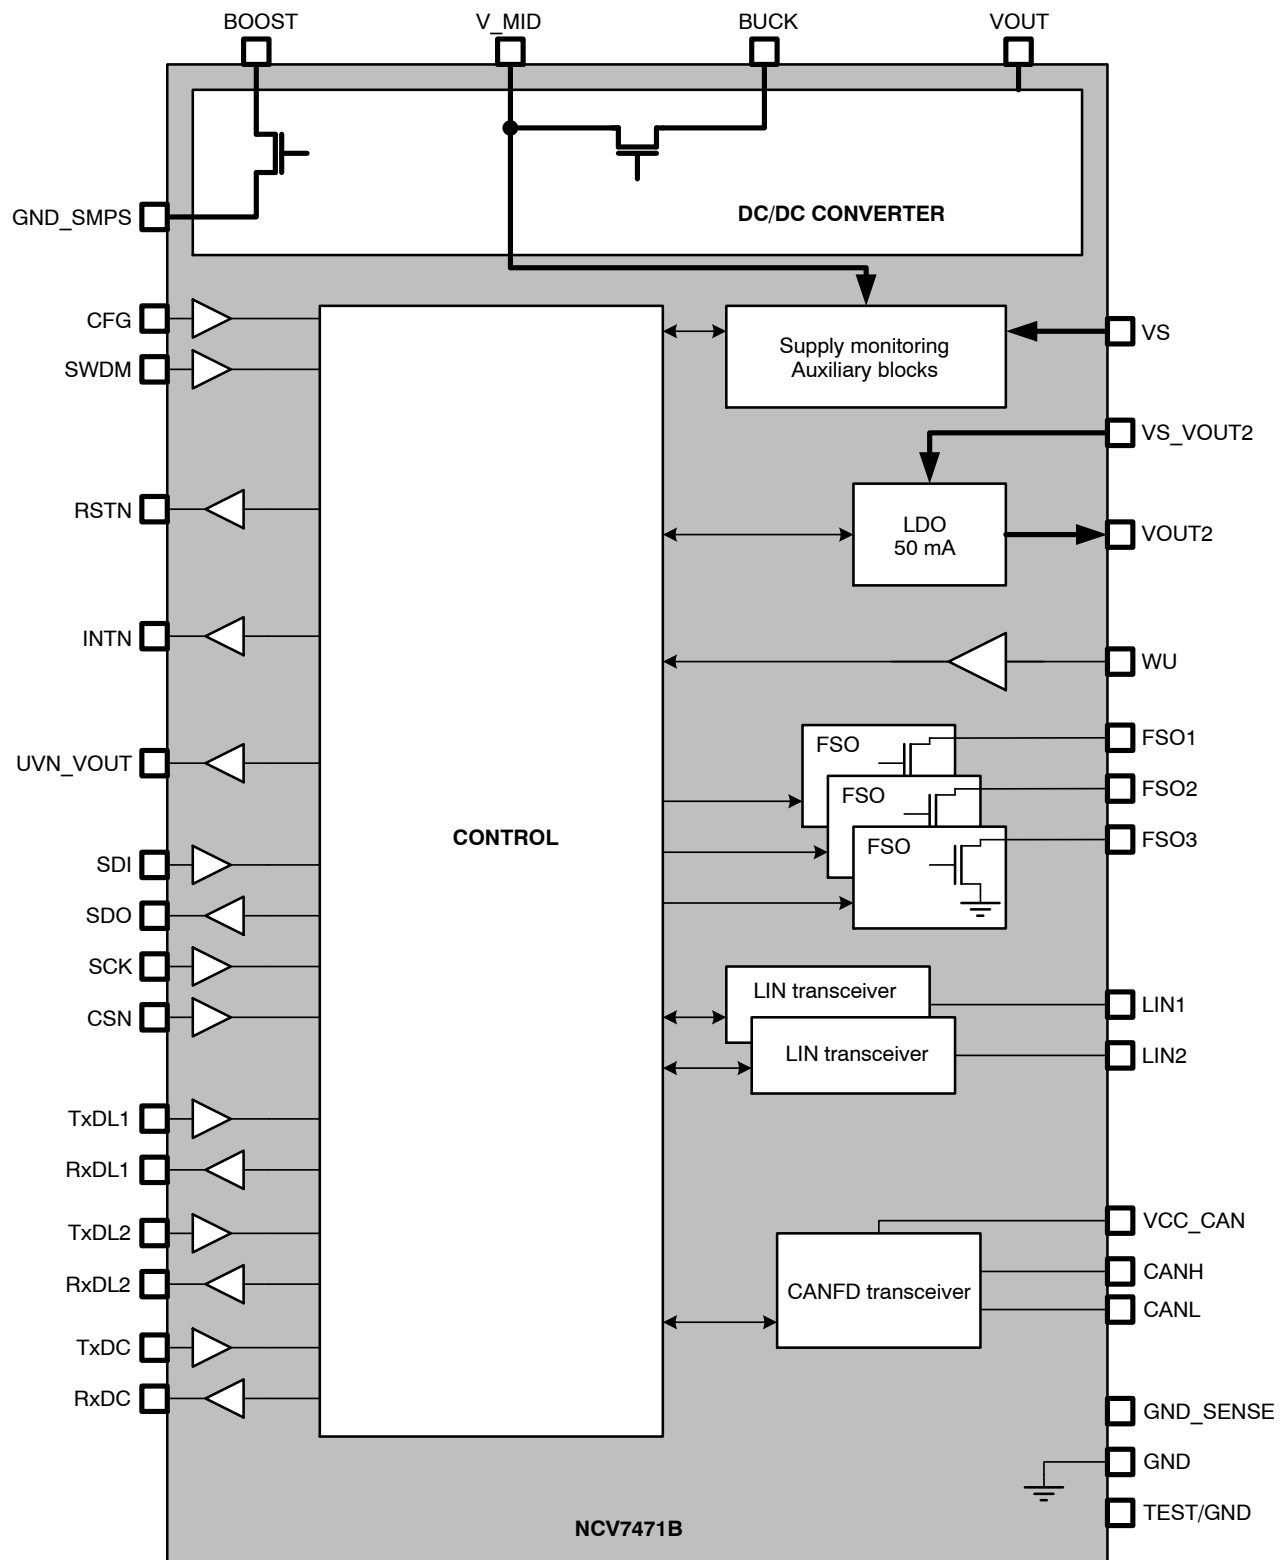 BOOST
V_MID
BUCK
VOUT
GND_SMPS
DC/DC CONVERTER
CFG
SWDM
RSTN
INTN
UVN_VOUT
SDI
SDO
SCK
CSN
TxDL1
RxDL1
TxDL2
RxDL2
TxDC
RxDC
CONTROL
Supply monitoring
Auxiliary blocks
VS
VS_VOUT2
LDO
50 mA
VOUT2
WU
FSO
FSO1
FSO
FSO2
FSO
FSO3
LIN transceiver
LIN1
LIN transceiver
LIN2
VCC_CAN
CANFD transceiver
CANH
CANL
GND_SENSE
GND
TEST/GND
NCV7471B